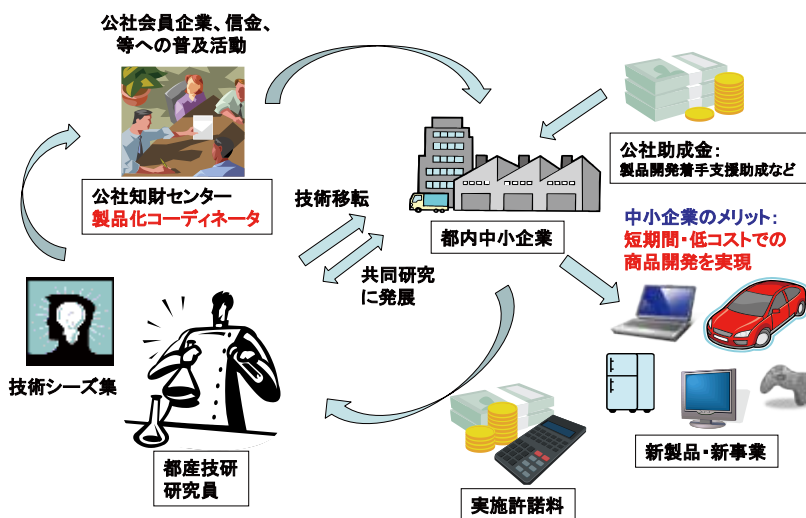 公社会員企業、信金、
等への普及活動
公社知財センター
製品化コーディネータ
技術シーズ集
都産技研
研究員
技術移転
共同研究
に発展
都内中小企業
公社助成金:
製品開発着手支援助成など
中小企業のメリット:
短期間・低コストでの
商品開発を実現
新製品・新事業
実施許諾料